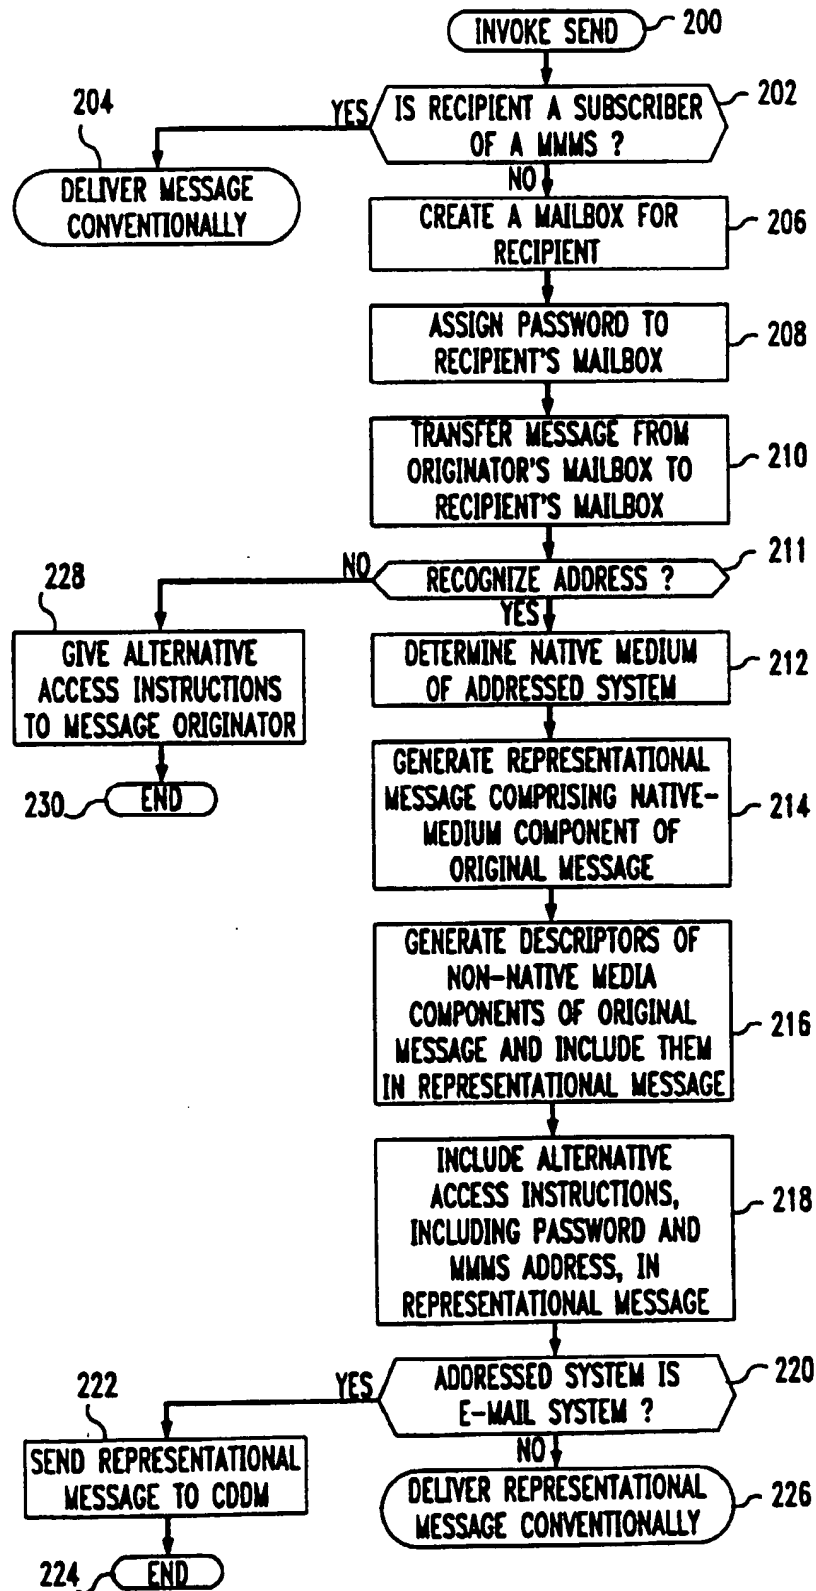 INVOKE SEND
200
IS RECIPIENT A SUBSCRIBER
OF A MMMS ?
202
YES
204
DELIVER MESSAGE
CONVENTIONALLY
NO
CREATE A MAILBOX FOR
RECIPIENT
206
ASSIGN PASSWORD TO
RECIPIENT'S MAILBOX
208
TRANSFER MESSAGE FROM
ORIGINATOR'S MAILBOX TO
RECIPIENT'S MAILBOX
210
RECOGNIZE ADDRESS ?
211
NO
228
GIVE ALTERNATIVE
ACCESS INSTRUCTIONS
TO MESSAGE ORIGINATOR
END
230
YES
DETERMINE NATIVE MEDIUM
OF ADDRESSED SYSTEM
212
GENERATE REPRESENTATIONAL
MESSAGE COMPRISING NATIVE-
MEDIUM COMPONENT OF
ORIGINAL MESSAGE
214
GENERATE DESCRIPTORS OF
NON-NATIVE MEDIA
COMPONENTS OF ORIGINAL
MESSAGE AND INCLUDE THEM
IN REPRESENTATIONAL MESSAGE
216
INCLUDE ALTERNATIVE
ACCESS INSTRUCTIONS,
INCLUDING PASSWORD AND
MMMS ADDRESS, IN
REPRESENTATIONAL MESSAGE
218
ADDRESSED SYSTEM IS
E-MAIL SYSTEM ?
220
YES
222
SEND REPRESENTATIONAL
MESSAGE TO CDDM
END
224
NO
DELIVER REPRESENTATIONAL
MESSAGE CONVENTIONALLY
226